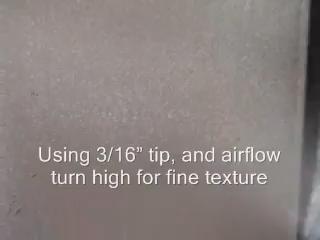 Using 3/16” tip, and airflow
turn high for fine texture